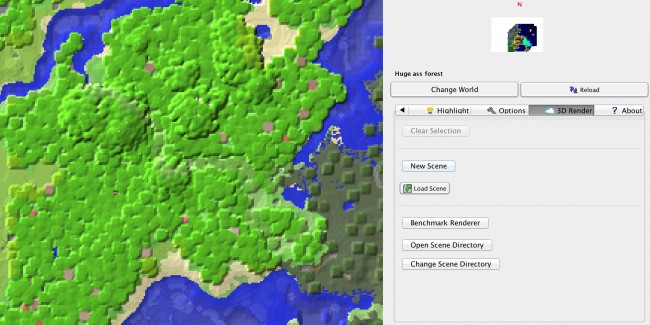 N
Huge ass forest
Change World Reload
Highlight Options 3D Render ? About
Clear Selection
New Scene
Load Scene
Benchmark Renderer
Open Scene Directory
Change Scene Directory